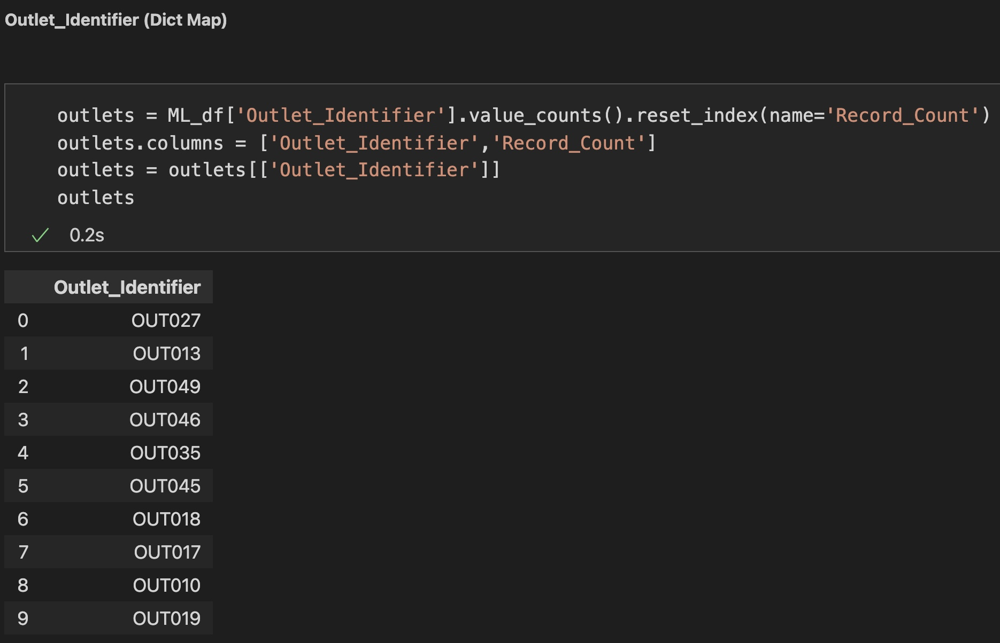 Outlet_Identifier (Dict Map)
outlets = ML_df['Outlet_Identifier'].value_counts().reset_index(name='Record_Count')
outlets.columns = ['Outlet_Identifier','Record_Count']
outlets = outlets[['Outlet_Identifier']]
outlets
0.2s
Outlet_Identifier
0 OUT027
1 OUT013
2 OUT049
3 OUT046
4 OUT035
5 OUT045
6 OUT018
7 OUT017
8 OUT010
9 OUT019